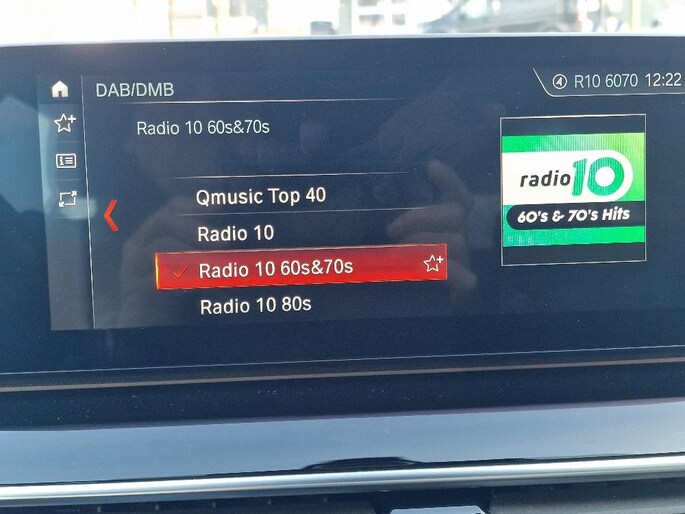 DAB/DMB
R10 6070 12:22
Radio 10 60s&70s
Qmusic Top 40
Radio 10
Radio 10 60s&70s
Radio 10 80s
radio 10
60's & 70's Hits